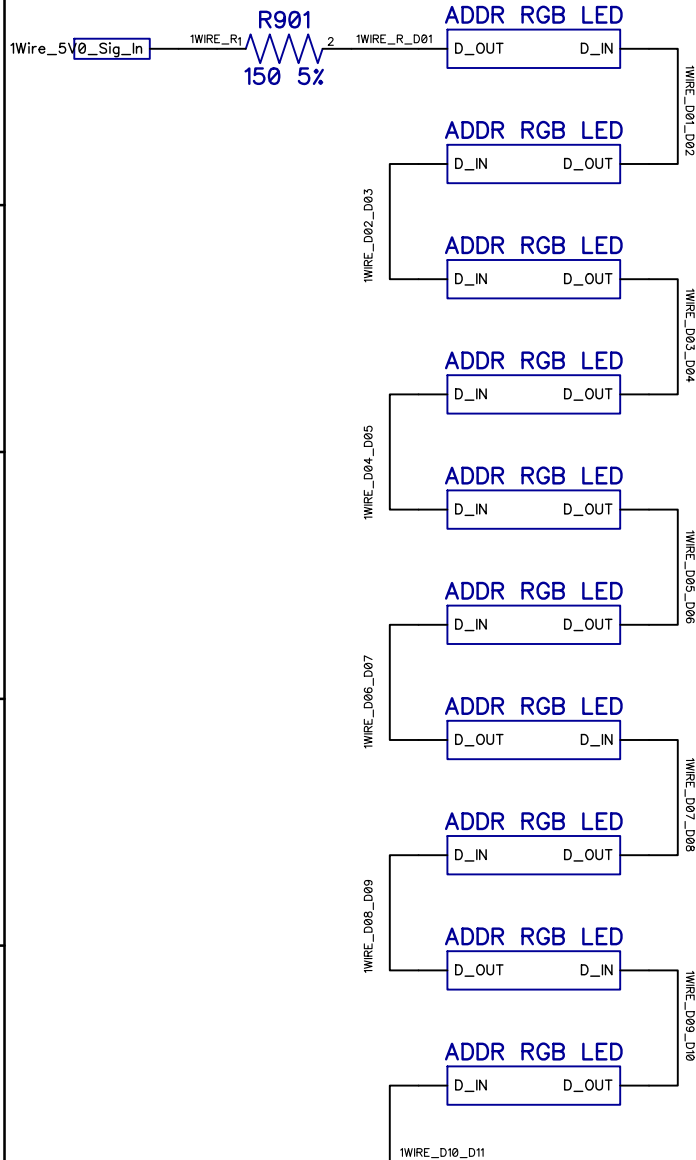 R901
1Wire_5V0_Sig_In
1WIRE_R
1
2
1WIRE_R_D01
150 5%
ADDR RGB LED
D_OUT D_IN
1WIRE_D01_D02
ADDR RGB LED
D_IN D_OUT
1WIRE_D02_D03
ADDR RGB LED
D_IN D_OUT
1WIRE_D03_D04
ADDR RGB LED
D_IN D_OUT
1WIRE_D04_D05
ADDR RGB LED
D_IN D_OUT
1WIRE_D05_D06
ADDR RGB LED
D_IN D_OUT
1WIRE_D06_D07
ADDR RGB LED
D_OUT D_IN
1WIRE_D07_D08
ADDR RGB LED
D_IN D_OUT
1WIRE_D08_D09
ADDR RGB LED
D_OUT D_IN
1WIRE_D09_D10
ADDR RGB LED
D_IN D_OUT
1WIRE_D10_D11